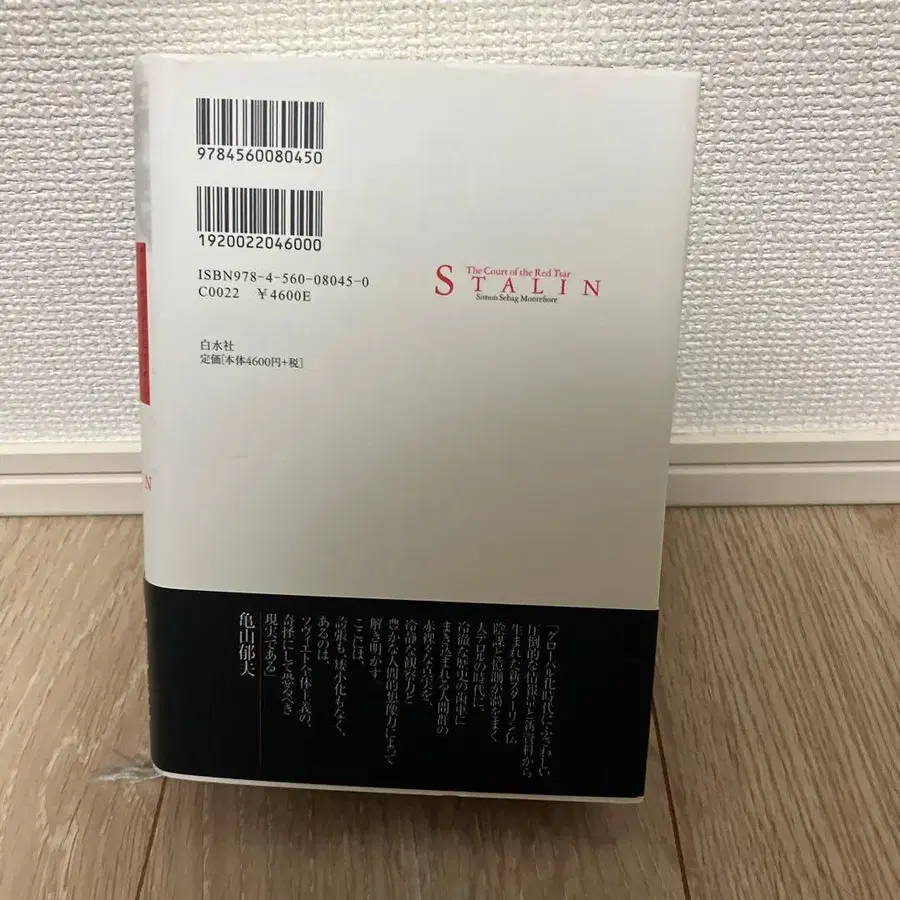 9784560080450
1920022046000
ISBN978-4-560-08045-0
C0022 ¥4600E
白水社
定価[本体4600円+税]
The Court of the Red Tsar
STALIN
Simon Sebag Montefiore
「グローバル化の時代にふさわしい
圧倒的な情報量と新資料から
生まれた新スターリン伝
陰謀と臆測が渦をまく
大テロルの時代に、
冷徹な歴史の両車に
まき込まれる人間群の
赤裸々な活写を、
冷静な観察力と
豊かな人間的想像力によって
解き明かす。
ここには、
誇張も、矮小化もなく、
あるのは、
ソヴィエト全体主義の、
奇怪にして恐るべき
現実である」
亀山郁夫
N